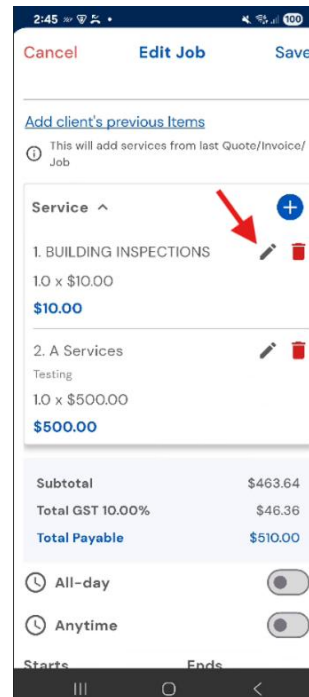 2:45
100
Cancel Edit Job Save
Add client's previous Items
This will add services from last Quote/Invoice/
Job
Service
1. BUILDING INSPECTIONS
1.0 x $10.00
$10.00
2. A Services
Testing
1.0 x $500.00
$500.00
Subtotal $463.64
Total GST 10.00% $46.36
Total Payable $510.00
All-day
Anytime
Starts Ends